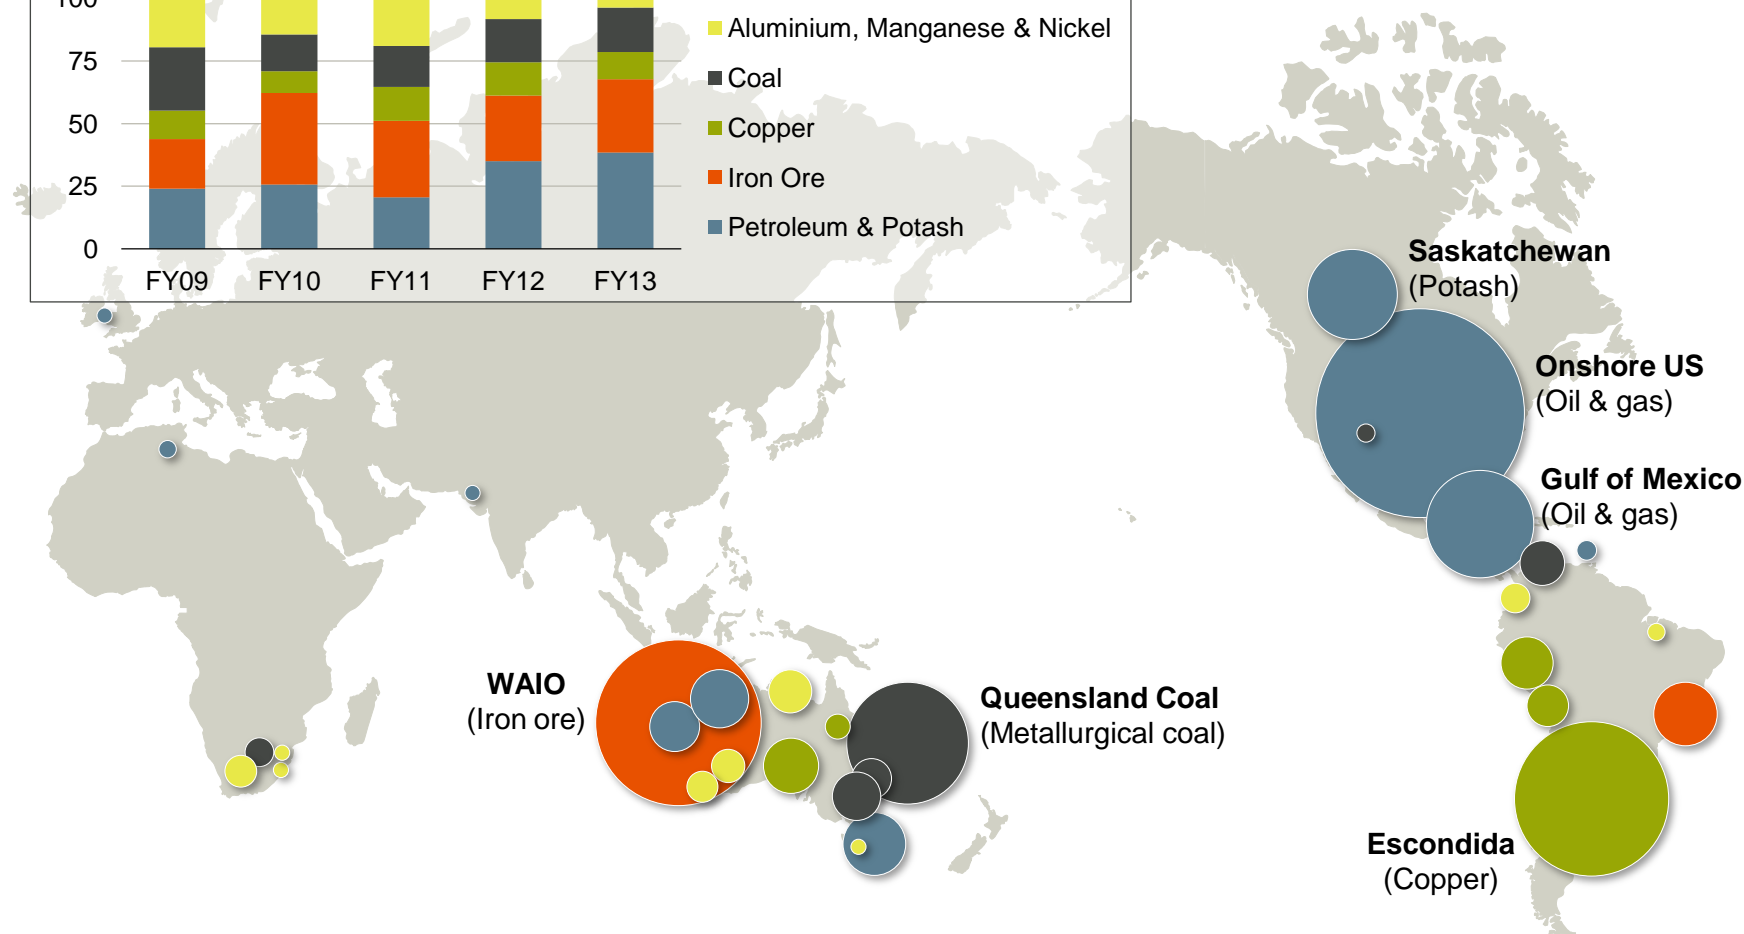 100
Aluminium, Manganese & Nickel
75
Coal
50
Copper
25
Iron Ore
0
Petroleum & Potash
FY09 FY10 FY11 FY12 FY13
Saskatchewan
(Potash)
Onshore US
(Oil & gas)
Gulf of Mexico
(Oil & gas)
WAIO
(Iron ore)
Queensland Coal
(Metallurgical coal)
Escondida
(Copper)